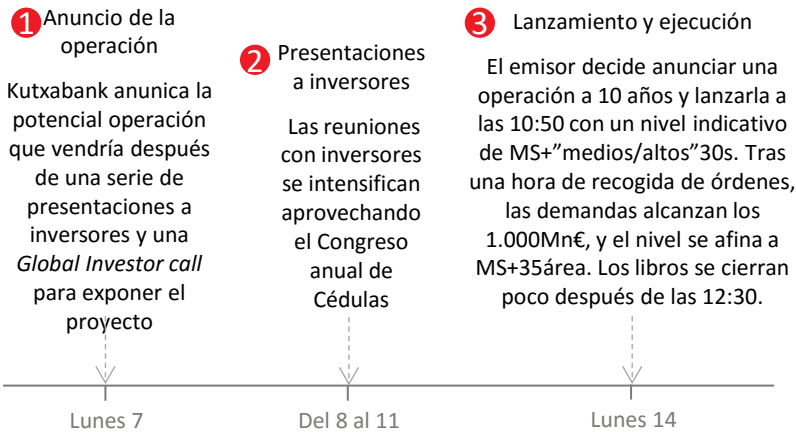 1 Anuncio de la
operación
Kutxabank anunica la
potencial operación
que vendría después
de una serie de
presentaciones a
inversores y una
Global Investor call
para exponer el
proyecto
2 Presentaciones
a inversores
Las reuniones
con inversores
se intensifican
aprovechando
el Congreso
anual de
Cédulas
3 Lanzamiento y ejecución
El emisor decide anunciar una
operación a 10 años y lanzarla a
las 10:50 con un nivel indicativo
de MS+”medios/altos”30s. Tras
una hora de recogida de órdenes,
las demandas alcanzan los
1.000Mn€, y el nivel se afina a
MS+35área. Los libros se cierran
poco después de las 12:30.
Lunes 7
Del 8 al 11
Lunes 14